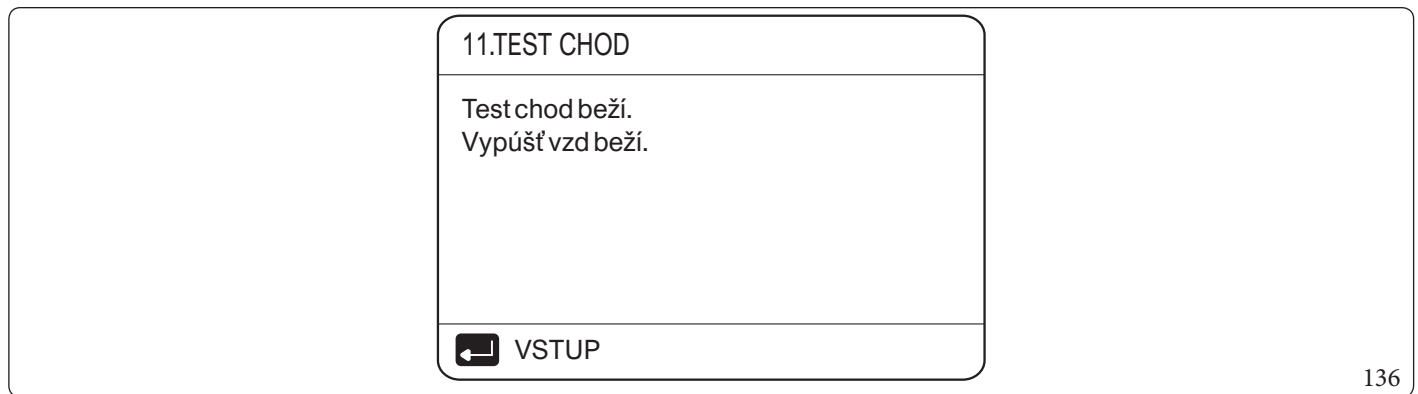 11.TEST CHOD
Test chod beží.
Vypúšť vzd beží.
VSTUP
136